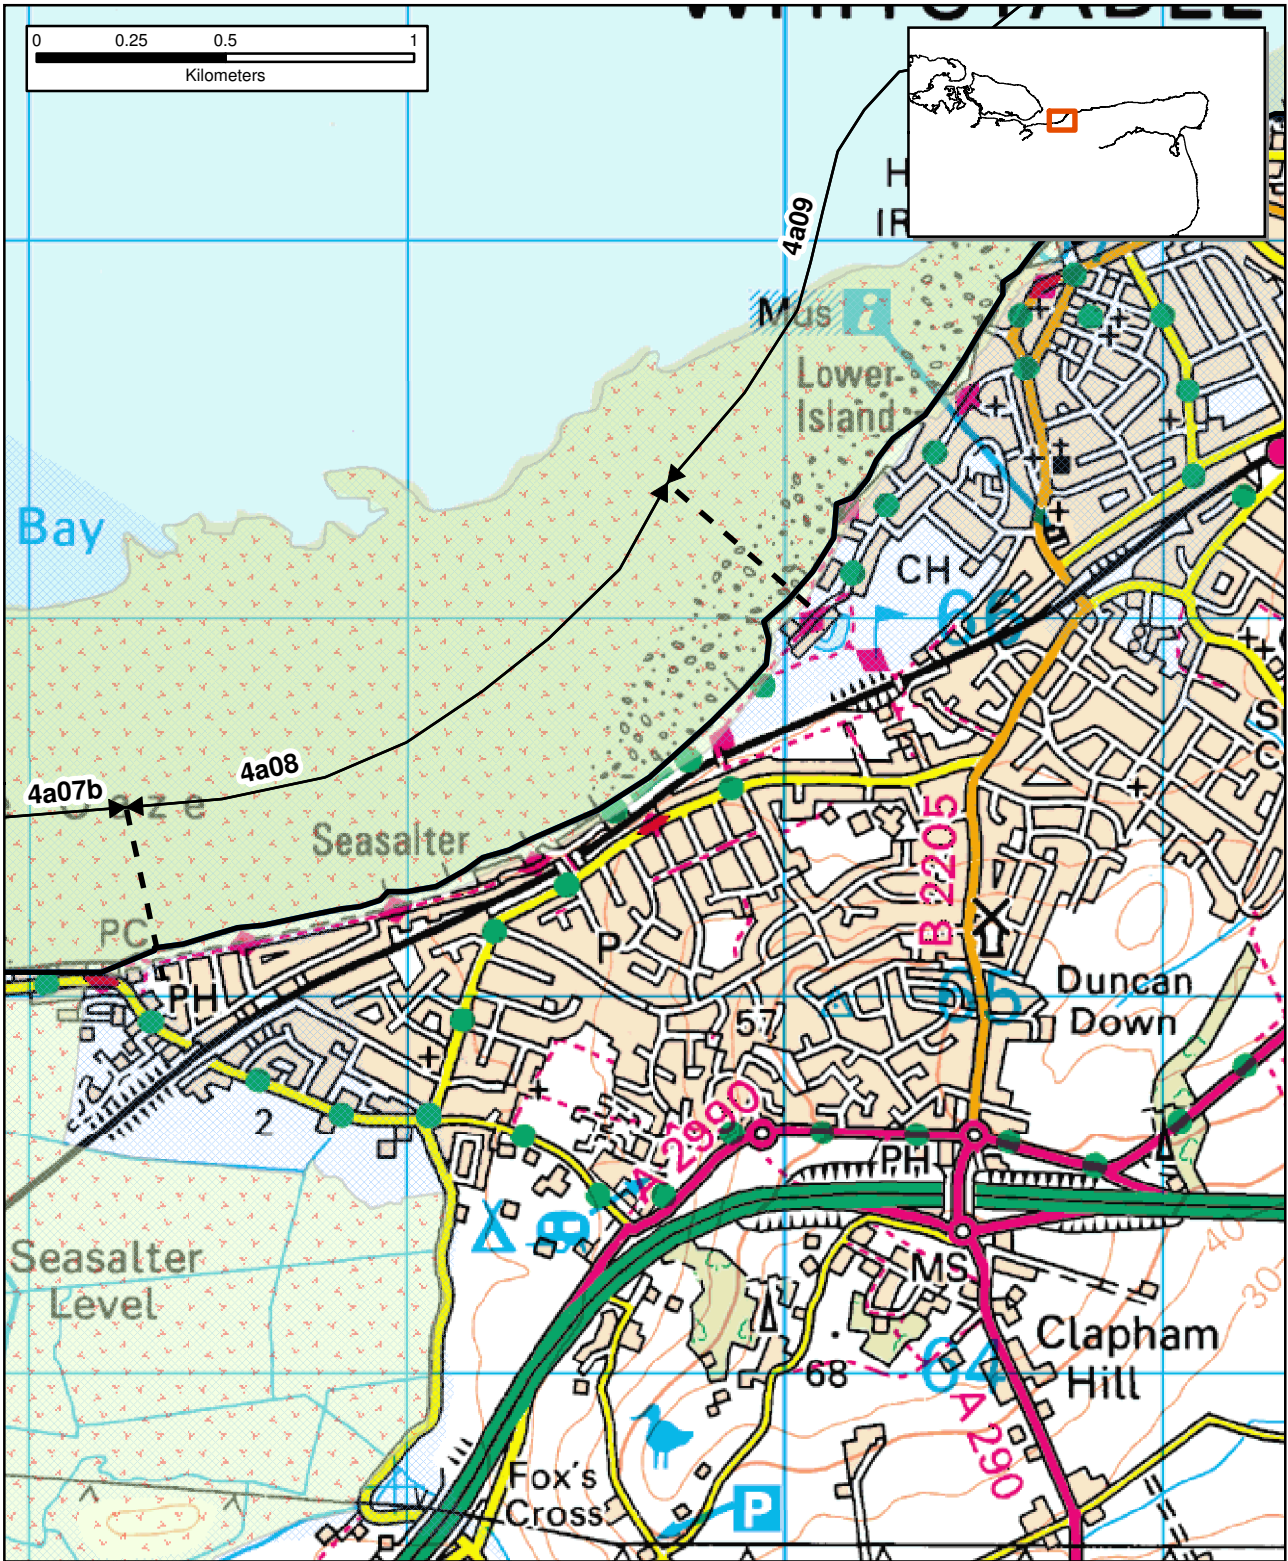 WHITSTABLE
0 0.25 0.5 1
Kilometers
4a09
H
IR
Mus i
Lower
Island
Bay
CH
66
S
C
4a08
4a07b
Seasalter
B 2205
PC
P
PH
65
Duncan
Down
57
2
A 2990
PH
Seasalter
Level
MS
40
30
Clapham
Hill
64
68
A 290
Fox's
Cross
P